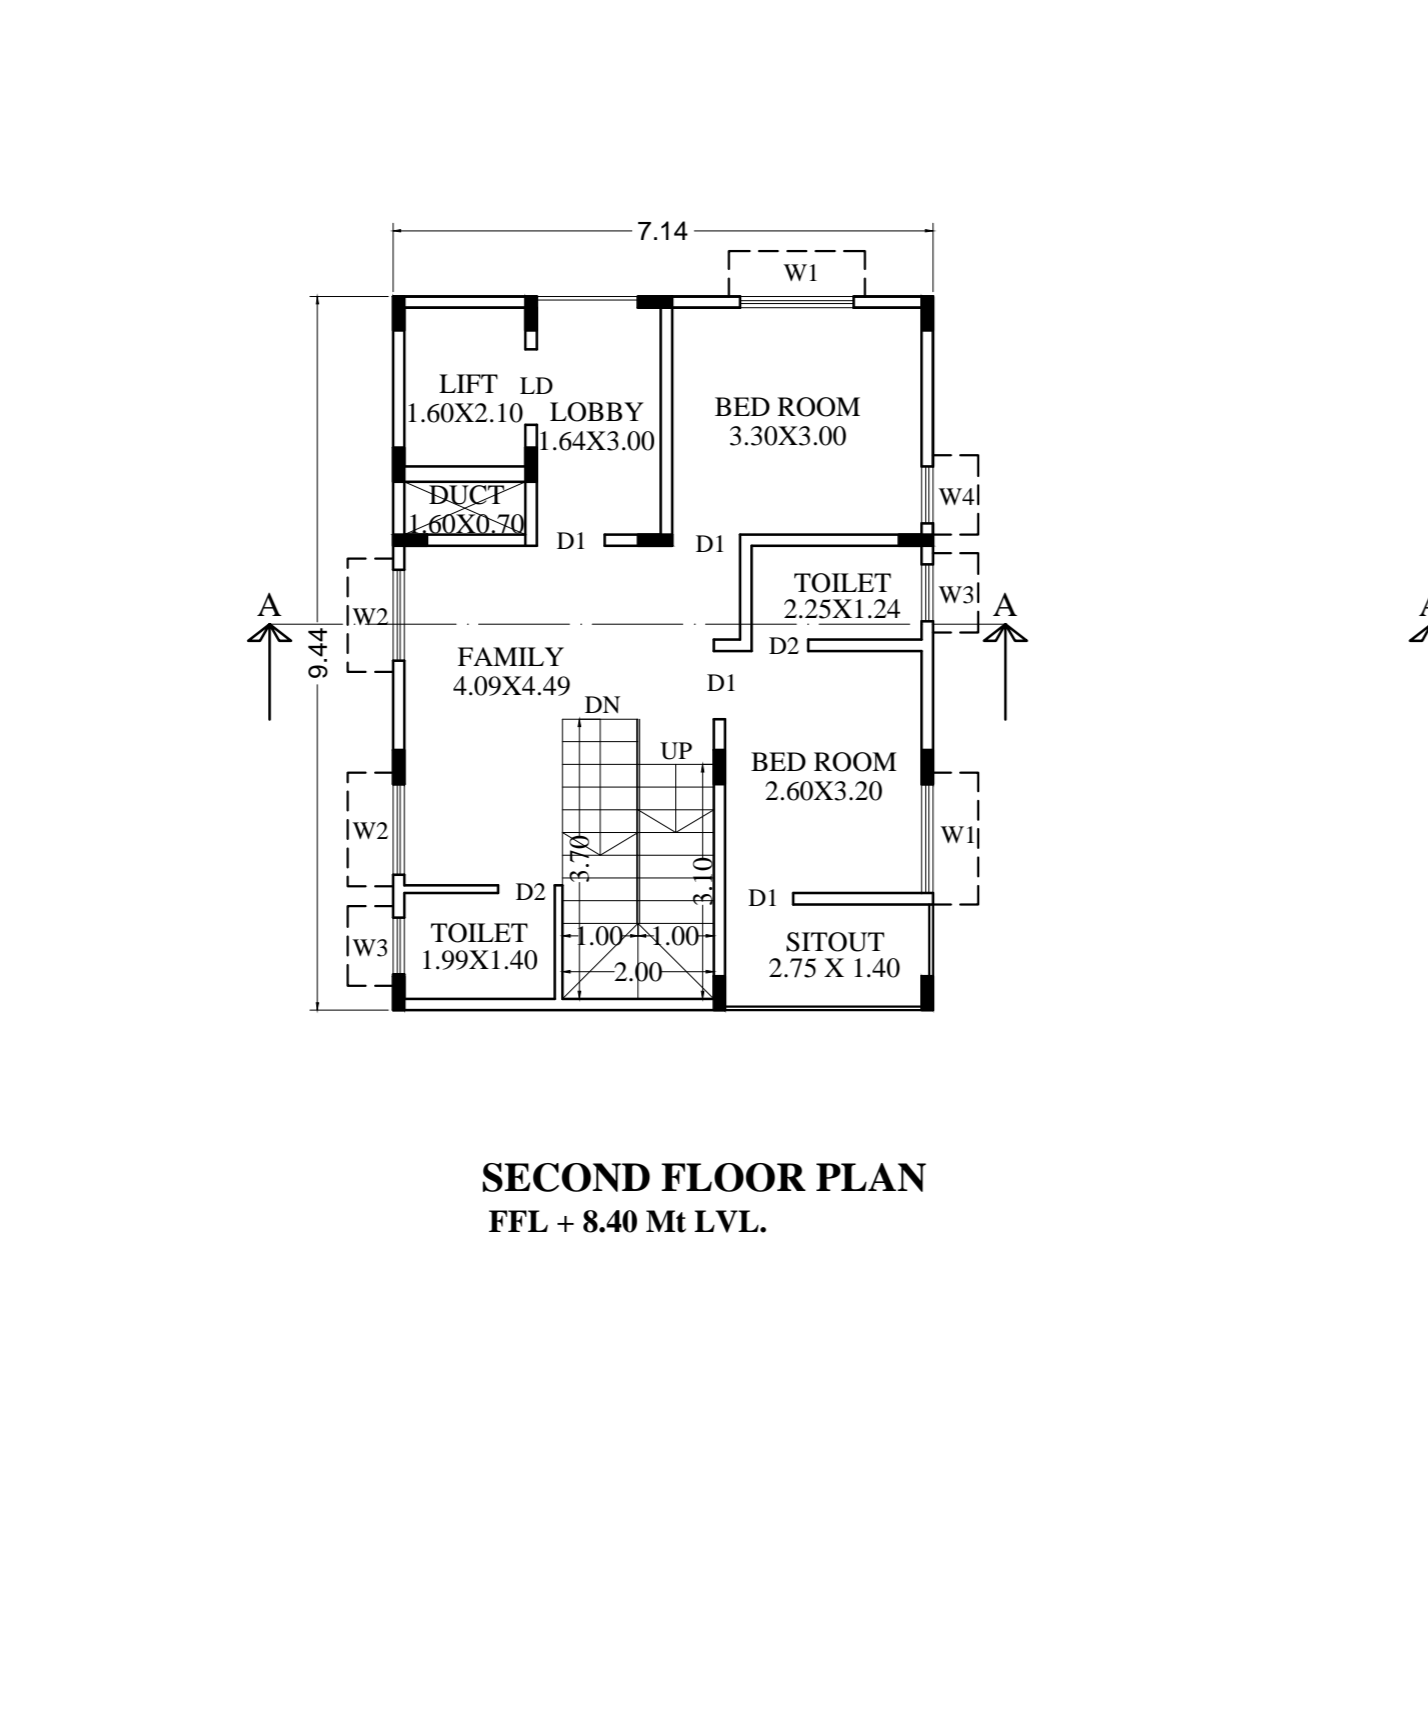 7.14
W1
LIFT
1.60X2.10
LD
LOBBY
1.64X3.00
BED ROOM
3.30X3.00
W4
DUCT
1.60X0.70
D1
D1
TOILET
2.25X1.24
W3
A
W2
A
A
9.44
D2
FAMILY
4.09X4.49
D1
DN
UP
BED ROOM
2.60X3.20
W2
W1
3.70
3.10
D2
D1
TOILET
1.99X1.40
W3
1.00
1.00
2.00
SITOUT
2.75 X 1.40
SECOND FLOOR PLAN
FFL + 8.40 Mt LVL.